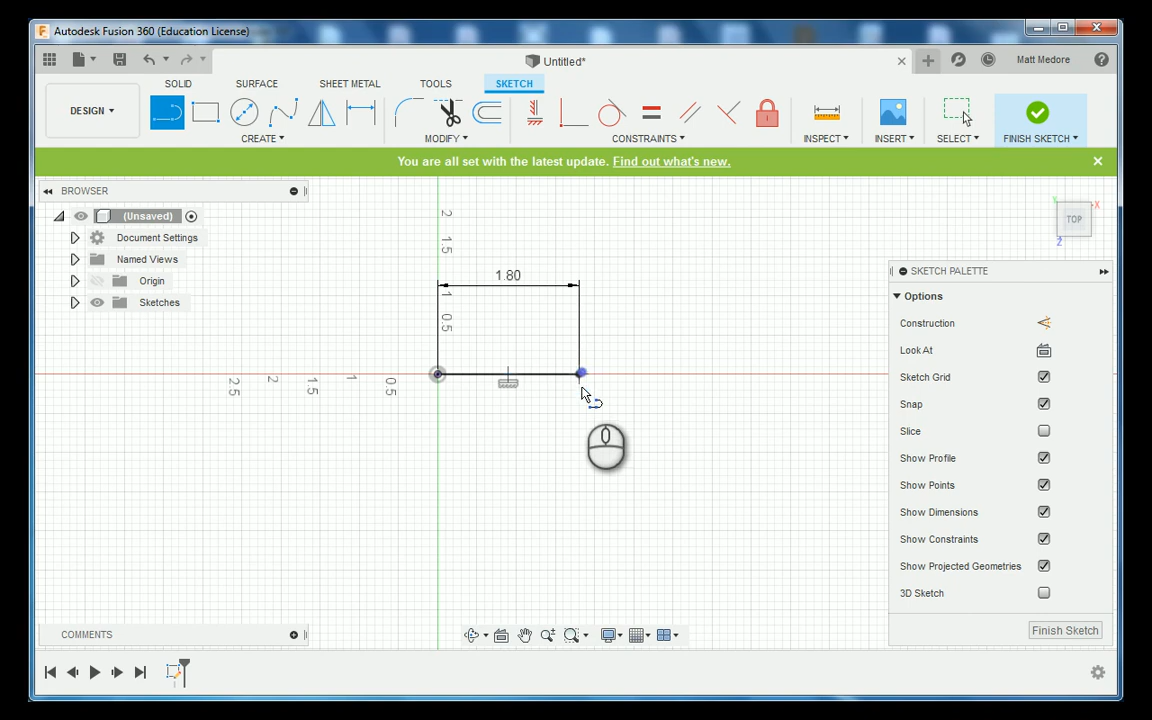 Autodesk Fusion 360 (Education License)
Untitled*
Matt Medore
SOLID SURFACE SHEET METAL TOOLS SKETCH
DESIGN
CREATE MODIFY CONSTRAINTS INSPECT INSERT SELECT FINISH SKETCH
You are all set with the latest update. Find out what's new.
BROWSER
(Unsaved)
Document Settings
Named Views
Origin
Sketches
TOP
X
Y
Z
2
1.5
1
0.5
1.80
2.5 2 1.5 1 0.5
SKETCH PALETTE
Options
Construction
Look At
Sketch Grid
Snap
Slice
Show Profile
Show Points
Show Dimensions
Show Constraints
Show Projected Geometries
3D Sketch
Finish Sketch
COMMENTS